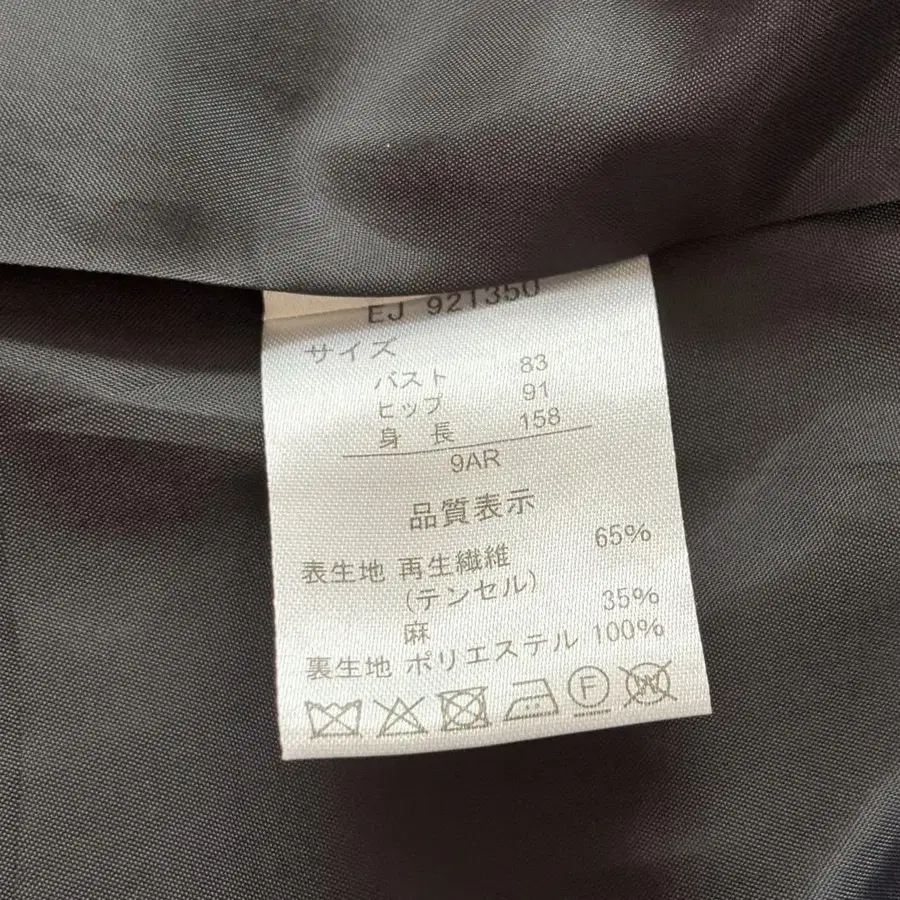 EJ 921350
サイズ
バスト 83
ヒップ 91
身 長 158
9AR
品質表示
表生地 再生繊維 65%
(テンセル)
麻 35%
裏生地 ポリエステル 100%
F W